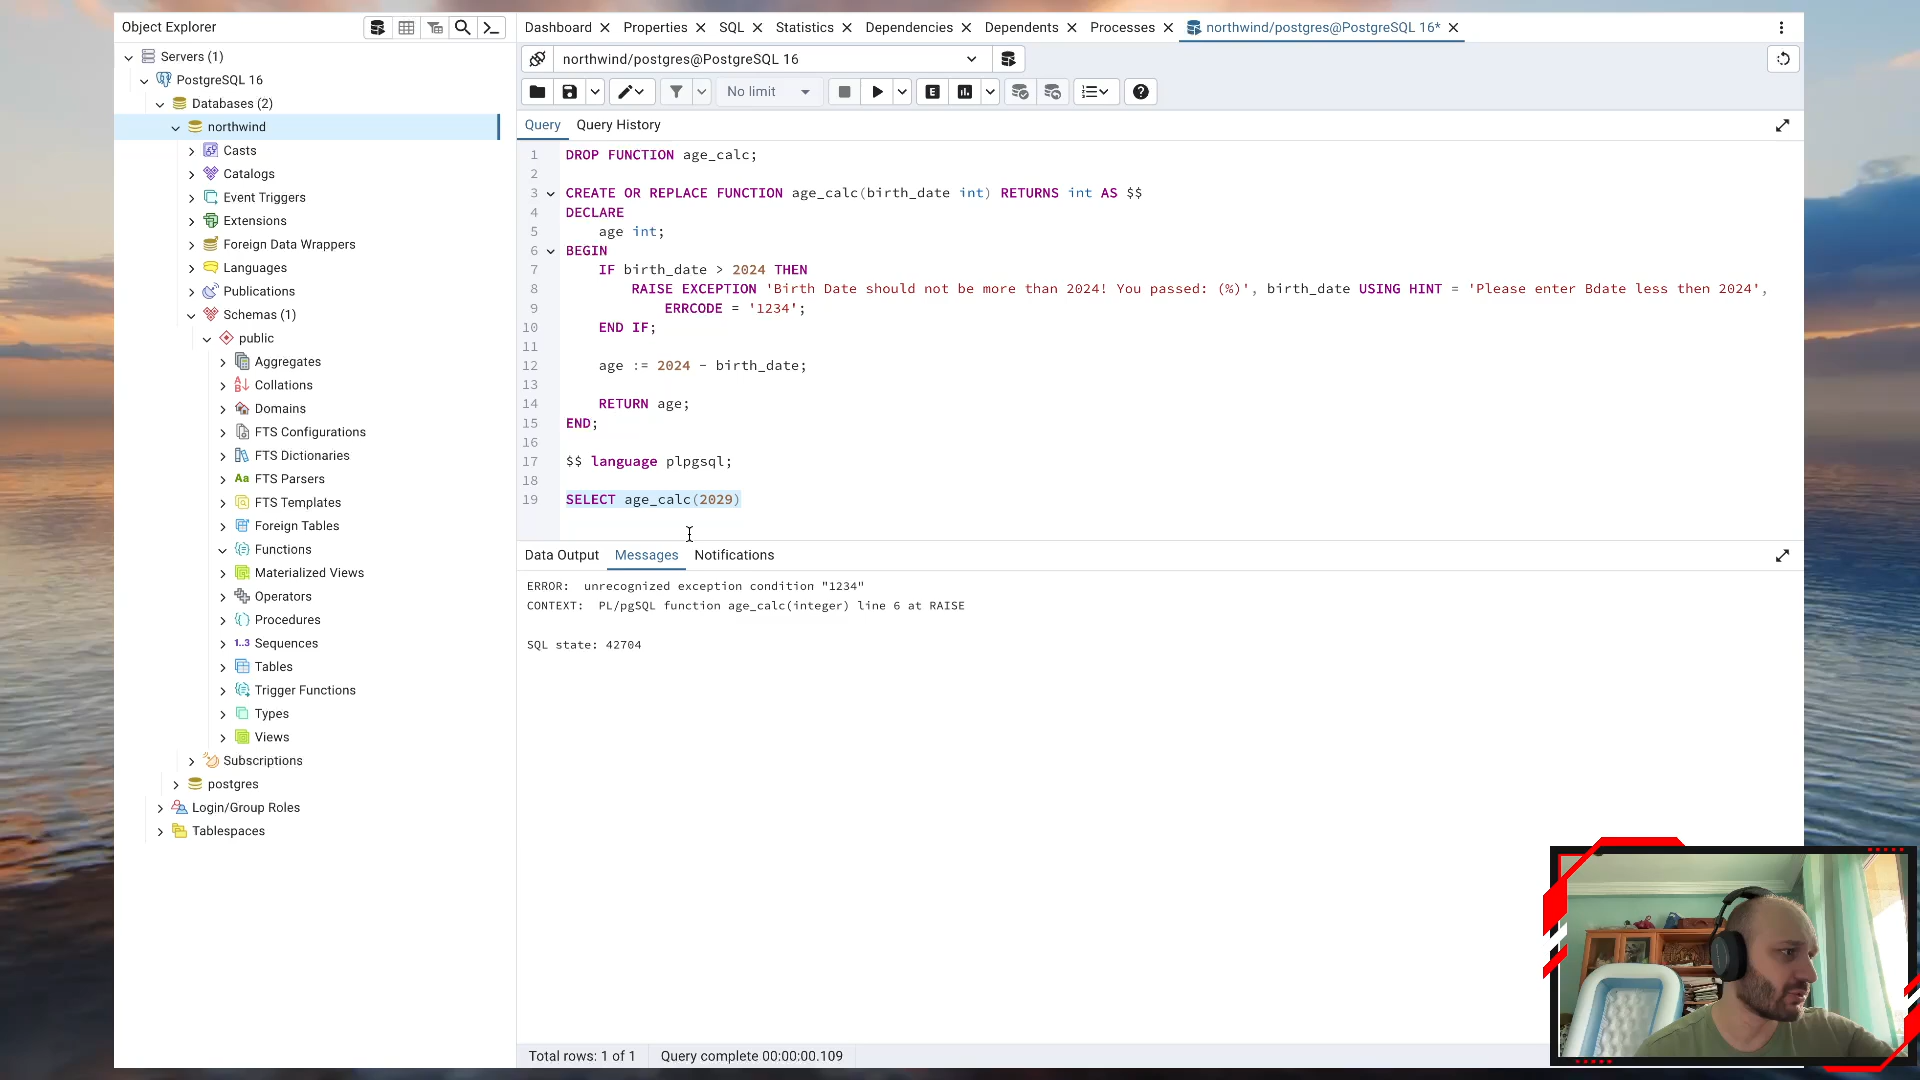 Object Explorer
Servers (1)
PostgreSQL 16
Databases (2)
northwind
Casts
Catalogs
Event Triggers
Extensions
Foreign Data Wrappers
Languages
Publications
Schemas (1)
public
Aggregates
Collations
Domains
FTS Configurations
FTS Dictionaries
Aa FTS Parsers
FTS Templates
Foreign Tables
Functions
Materialized Views
Operators
Procedures
1..3 Sequences
Tables
Trigger Functions
Types
Views
Subscriptions
postgres
Login/Group Roles
Tablespaces
Dashboard Properties SQL Statistics Dependencies Dependents Processes northwind/postgres@PostgreSQL 16*
northwind/postgres@PostgreSQL 16
No limit E
Query Query History
1 DROP FUNCTION age_calc;
2
3 CREATE OR REPLACE FUNCTION age_calc(birth_date int) RETURNS int AS $$
4 DECLARE
5 age int;
6 BEGIN
7 IF birth_date > 2024 THEN
8 RAISE EXCEPTION 'Birth Date should not be more than 2024! You passed: (%)', birth_date USING HINT = 'Please enter Bdate less then 2024',
9 ERRCODE = '1234';
10 END IF;
11
12 age := 2024 - birth_date;
13
14 RETURN age;
15 END;
16
17 $$ language plpgsql;
18
19 SELECT age_calc(2029)
Data Output Messages Notifications
ERROR: unrecognized exception condition "1234"
CONTEXT: PL/pgSQL function age_calc(integer) line 6 at RAISE
SQL state: 42704
Total rows: 1 of 1 Query complete 00:00:00.109